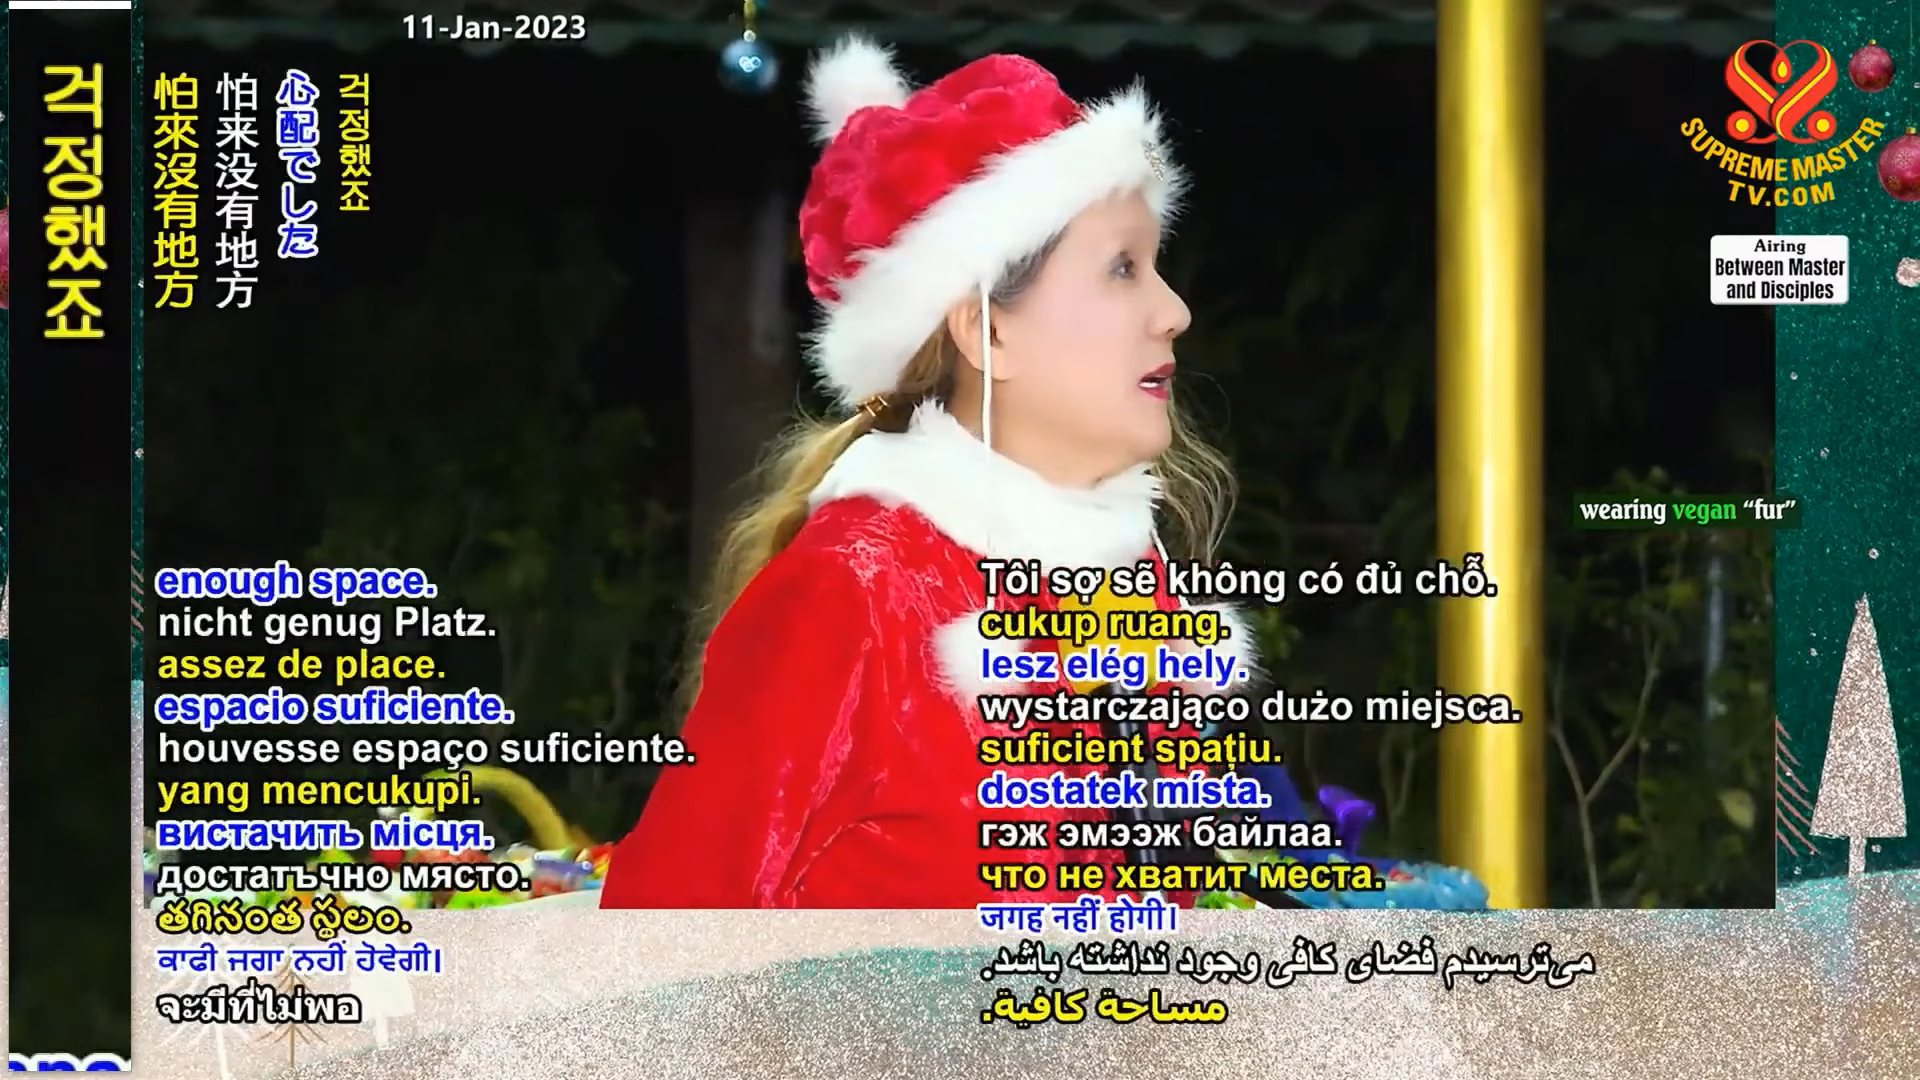 11-Jan-2023
걱정했죠
怕來沒有地方
怕来没有地方
心配でした
걱정했죠
SUPREME MASTER
TV.COM
Airing
Between Master
and Disciples
wearing vegan “fur”
enough space.
nicht genug Platz.
assez de place.
espacio suficiente.
houvesse espaço suficiente.
yang mencukupi.
вистачить місця.
достатъчно място.
తగినంత స్థలం.
ਕਾਫੀ ਜਗਾ ਨਹੀਂ ਹੋਵੇਗੀ।
จะมีที่ไม่พอ
Tôi sợ sẽ không có đủ chỗ.
cukup ruang.
lesz elég hely.
wystarczająco dużo miejsca.
suficient spațiu.
dostatek místa.
гэж эмээж байлаа.
что не хватит места.
जगह नहीं होगी।
می‌ترسیدم فضای کافی وجود نداشته باشد.
مساحة كافية.